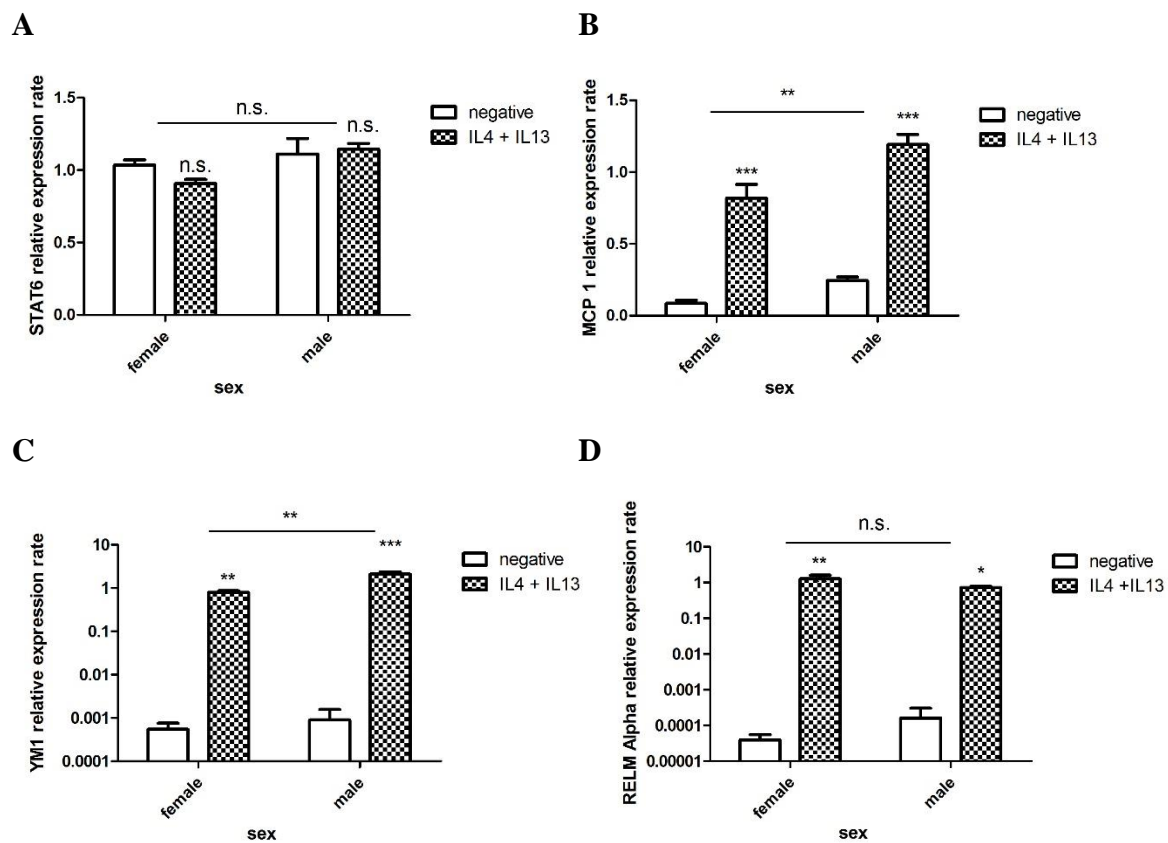 A
STAT6 relative expression rate
1.5
1.0
0.5
0.0
n.s.
n.s.
n.s.
female
male
sex
negative
IL4 + IL13
B
MCP 1 relative expression rate
1.5
1.0
0.5
0.0
**
***
***
female
male
sex
negative
IL4 + IL13
C
YM1 relative expression rate
10
1
0.1
0.01
0.001
0.0001
**
**
***
female
male
sex
negative
IL4 + IL13
D
RELM Alpha relative expression rate
10
1
0.1
0.01
0.001
0.0001
0.00001
n.s.
**
*
female
male
sex
negative
IL4 +IL13